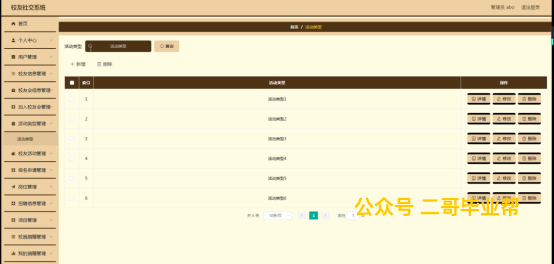 校友社交系统
管理员 abo 退出登录
首页
个人中心
用户管理
校友信息管理
校友会信息管理
加入校友会管理
活动类型管理
活动类型
校友活动管理
报名申请管理
岗位管理
招聘信息管理
项目管理
校园捐赠管理
我的捐赠管理
首页 / 活动类型
活动类型 活动类型 查询
新增 删除
索引 活动类型 操作
1 活动类型1 详情 修改 删除
2 活动类型2 详情 修改 删除
3 活动类型3 详情 修改 删除
4 活动类型4 详情 修改 删除
5 活动类型5 详情 修改 删除
6 活动类型6 详情 修改 删除
共 6 条 10条/页 1 前往 1
公众号 二哥毕业帮